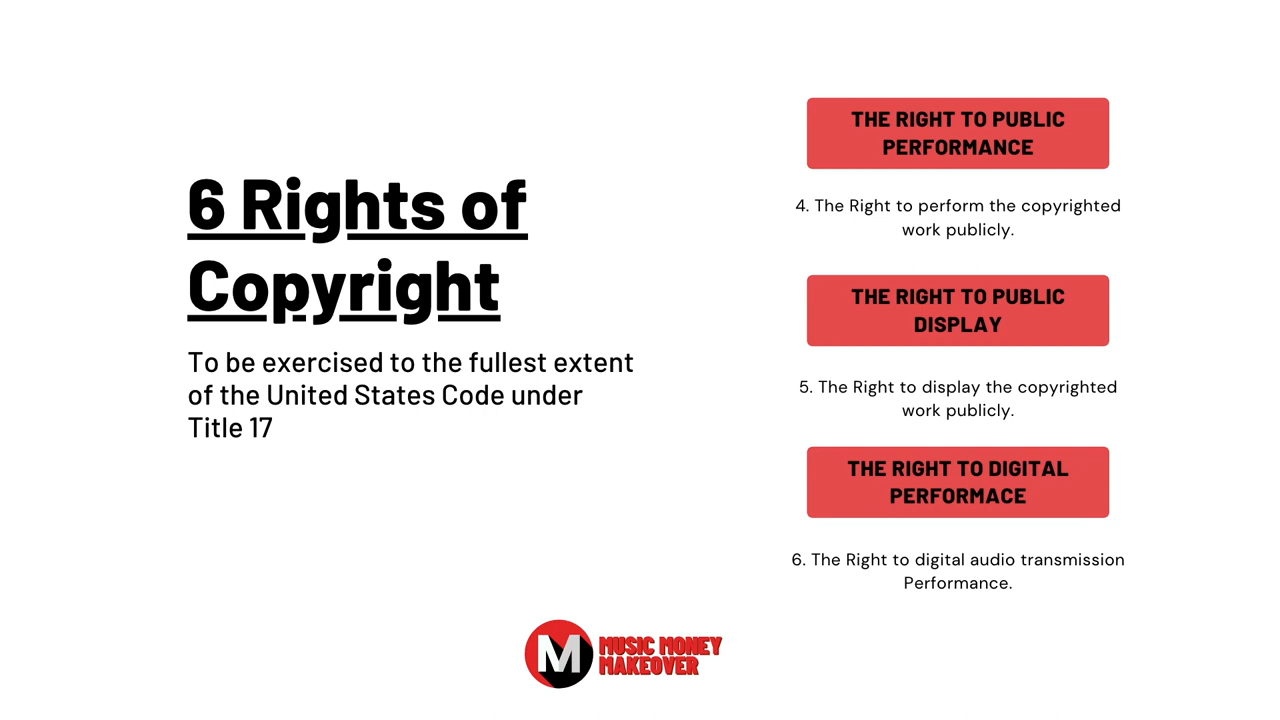 6 Rights of
Copyright
To be exercised to the fullest extent
of the United States Code under
Title 17
THE RIGHT TO PUBLIC
PERFORMANCE
4. The Right to perform the copyrighted
work publicly.
THE RIGHT TO PUBLIC
DISPLAY
5. The Right to display the copyrighted
work publicly.
THE RIGHT TO DIGITAL
PERFORMACE
6. The Right to digital audio transmission
Performance.
M
MUSIC MONEY
MAKEOVER